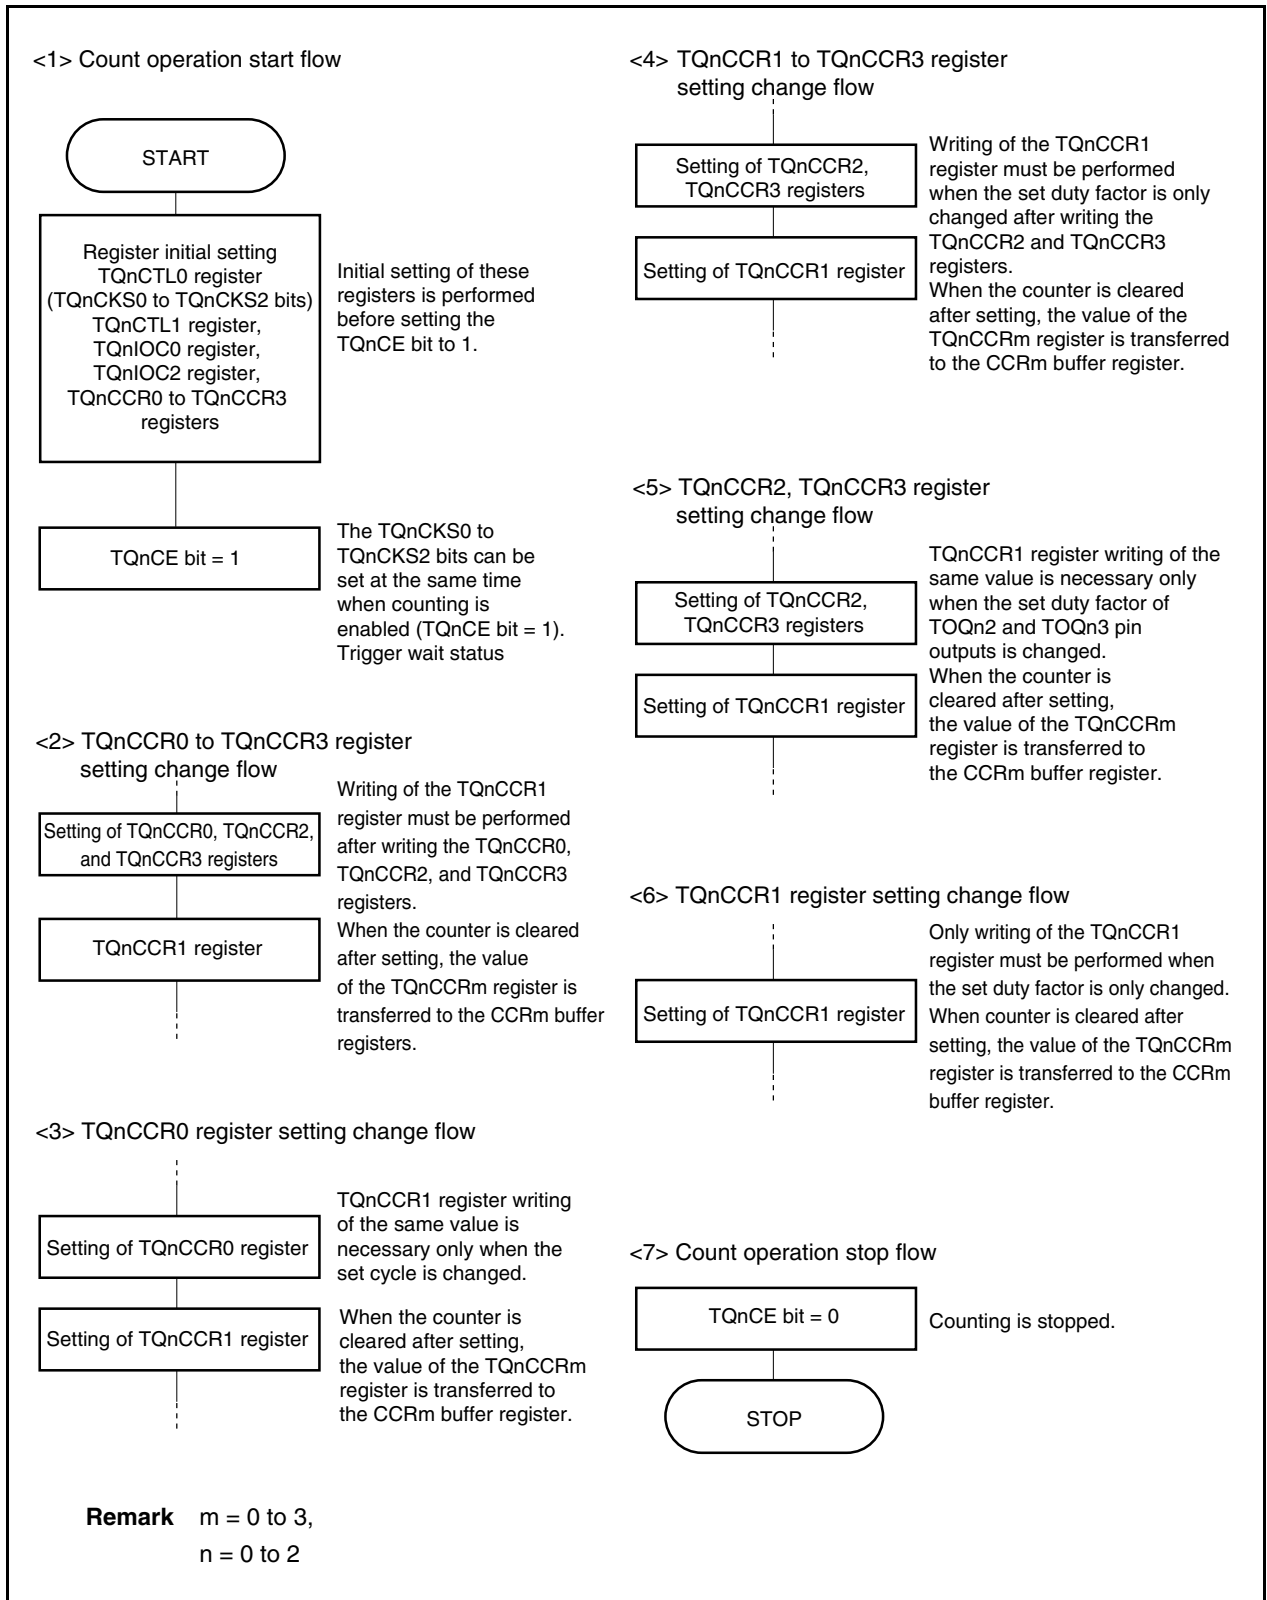 <1> Count operation start flow
START
Register initial setting
TQnCTL0 register
(TQnCKS0 to TQnCKS2 bits)
TQnCTL1 register,
TQnIOC0 register,
TQnIOC2 register,
TQnCCR0 to TQnCCR3
registers
Initial setting of these
registers is performed
before setting the
TQnCE bit to 1.
TQnCE bit = 1
The TQnCKS0 to
TQnCKS2 bits can be
set at the same time
when counting is
enabled (TQnCE bit = 1).
Trigger wait status
<2> TQnCCR0 to TQnCCR3 register
setting change flow
Setting of TQnCCR0, TQnCCR2,
and TQnCCR3 registers
TQnCCR1 register
Writing of the TQnCCR1
register must be performed
after writing the TQnCCR0,
TQnCCR2, and TQnCCR3
registers.
When the counter is cleared
after setting, the value
of the TQnCCRm register is
transferred to the CCRm buffer
registers.
<3> TQnCCR0 register setting change flow
Setting of TQnCCR0 register
TQnCCR1 register writing
of the same value is
necessary only when the
set cycle is changed.
Setting of TQnCCR1 register
When the counter is
cleared after setting,
the value of the TQnCCRm
register is transferred to
the CCRm buffer register.
<4> TQnCCR1 to TQnCCR3 register
setting change flow
Setting of TQnCCR2,
TQnCCR3 registers
Setting of TQnCCR1 register
Writing of the TQnCCR1
register must be performed
when the set duty factor is only
changed after writing the
TQnCCR2 and TQnCCR3
registers.
When the counter is cleared
after setting, the value of the
TQnCCRm register is transferred
to the CCRm buffer register.
<5> TQnCCR2, TQnCCR3 register
setting change flow
Setting of TQnCCR2,
TQnCCR3 registers
Setting of TQnCCR1 register
TQnCCR1 register writing of the
same value is necessary only
when the set duty factor of
TOQn2 and TOQn3 pin
outputs is changed.
When the counter is
cleared after setting,
the value of the TQnCCRm
register is transferred to
the CCRm buffer register.
<6> TQnCCR1 register setting change flow
Setting of TQnCCR1 register
Only writing of the TQnCCR1
register must be performed when
the set duty factor is only changed.
When counter is cleared after
setting, the value of the TQnCCRm
register is transferred to the CCRm
buffer register.
<7> Count operation stop flow
TQnCE bit = 0
Counting is stopped.
STOP
Remark m = 0 to 3,
n = 0 to 2